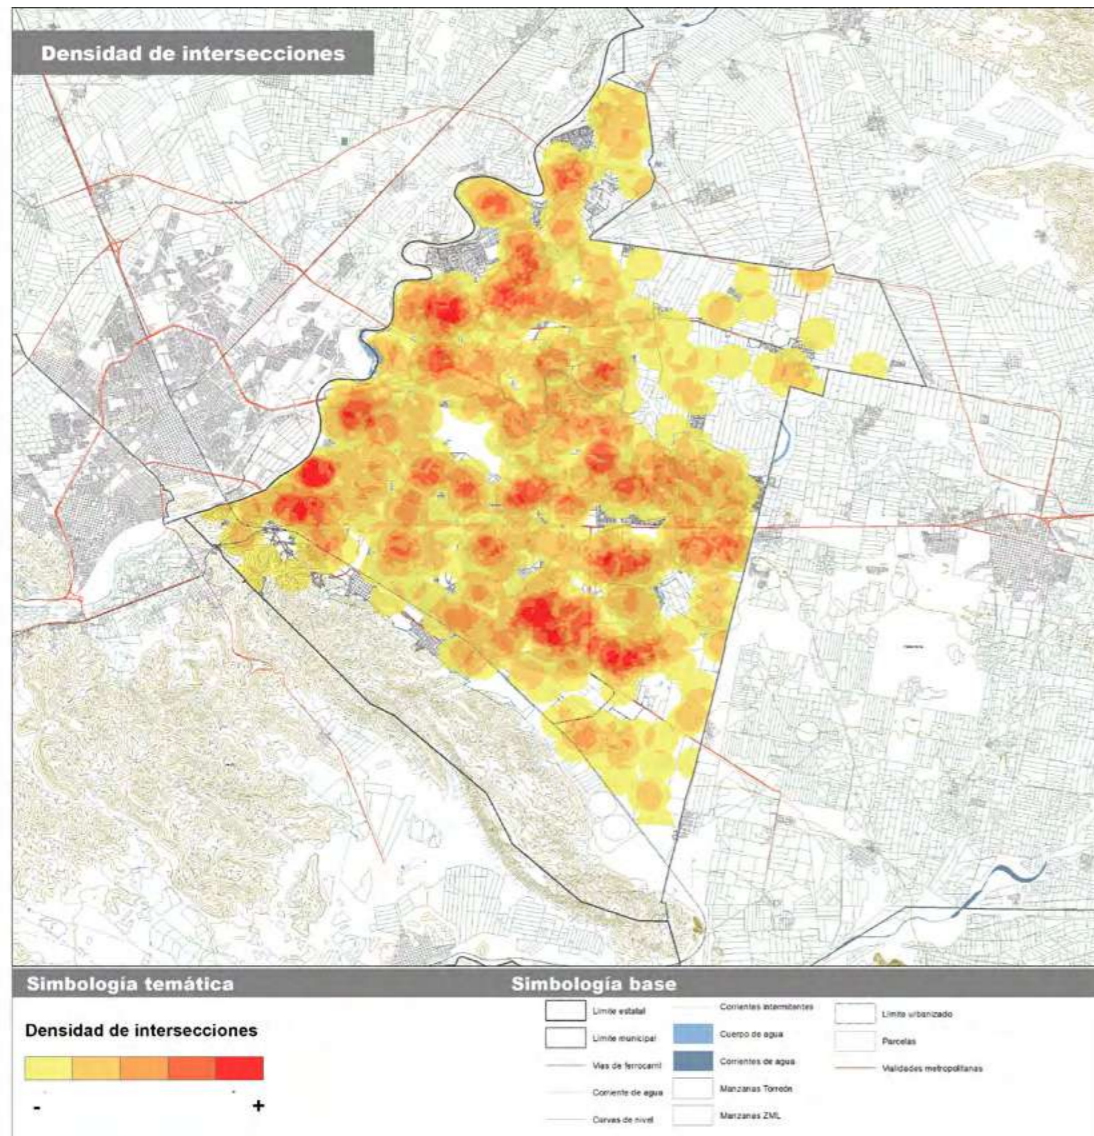 Densidad de intersecciones
Simbología temática
Densidad de intersecciones
-
+
Simbología base
Límite estatal
Límite municipal
Vías de ferrocarril
Corriente de agua
Curvas de nivel
Corrientes intermitentes
Cuerpo de agua
Corrientes de agua
Manzanas Torreón
Manzanas ZML
Límite urbanizado
Parcelas
Vialidades metropolitanas